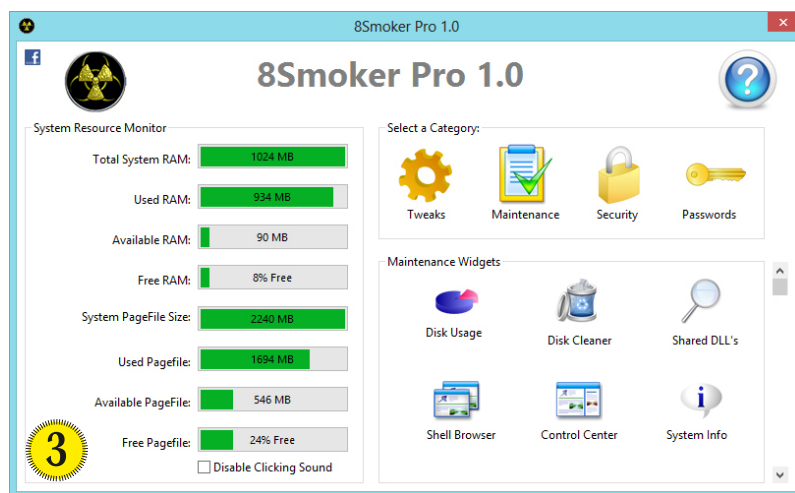 8Smoker Pro 1.0
f
8Smoker Pro 1.0
?
System Resource Monitor
Total System RAM: 1024 MB
Used RAM: 934 MB
Available RAM: 90 MB
Free RAM: 8% Free
System PageFile Size: 2240 MB
Used Pagefile: 1694 MB
Available PageFile: 546 MB
Free Pagefile: 24% Free
Disable Clicking Sound
3
Select a Category:
Tweaks Maintenance Security Passwords
Maintenance Widgets
Disk Usage Disk Cleaner Shared DLL's
Shell Browser Control Center System Info